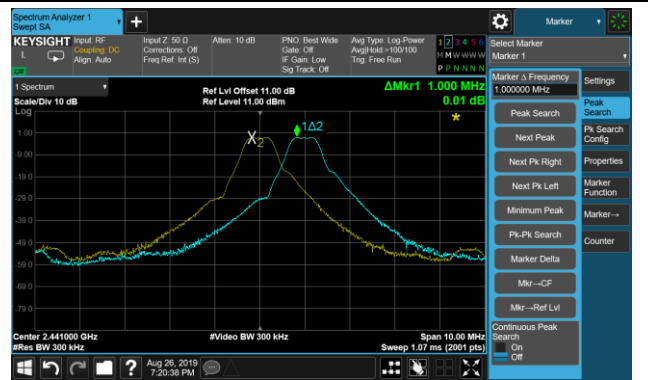 Spectrum Analyzer 1
Swept SA
Marker
KEYSIGHT Input: RF Input Z: 50 Ω Atten: 10 dB PNO: Best Wide Avg Type: Log-Power 1 2 3 4 5 6
L Coupling: DC Corrections: Off Gate: Off Avg|Hold:>100/100 M M W W W W
Align: Auto Freq Ref: Int (S) IF Gain: Low Trig: Free Run
Sig Track: Off P P N N N N
Select Marker
Marker 1
1 Spectrum
Scale/Div 10 dB
Ref Lvl Offset 11.00 dB
Ref Level 11.00 dBm
ΔMkr1 1.000 MHz
0.01 dB
Log
1.00
-9.00
-19.0
-29.0
-39.0
-49.0
-59.0
-69.0
-79.0
X2
1Δ2
Center 2.441000 GHz
#Res BW 300 kHz
#Video BW 300 kHz
Span 10.00 MHz
Sweep 1.07 ms (2001 pts)
Marker Δ Frequency
1.000000 MHz
Peak Search
Next Peak
Next Pk Right
Next Pk Left
Minimum Peak
Pk-Pk Search
Marker Delta
Mkr→CF
Mkr→Ref Lvl
Continuous Peak
Search
On
Off
Settings
Peak
Search
Pk Search
Config
Properties
Marker
Function
Marker→
Counter
Aug 26, 2019
7:20:38 PM